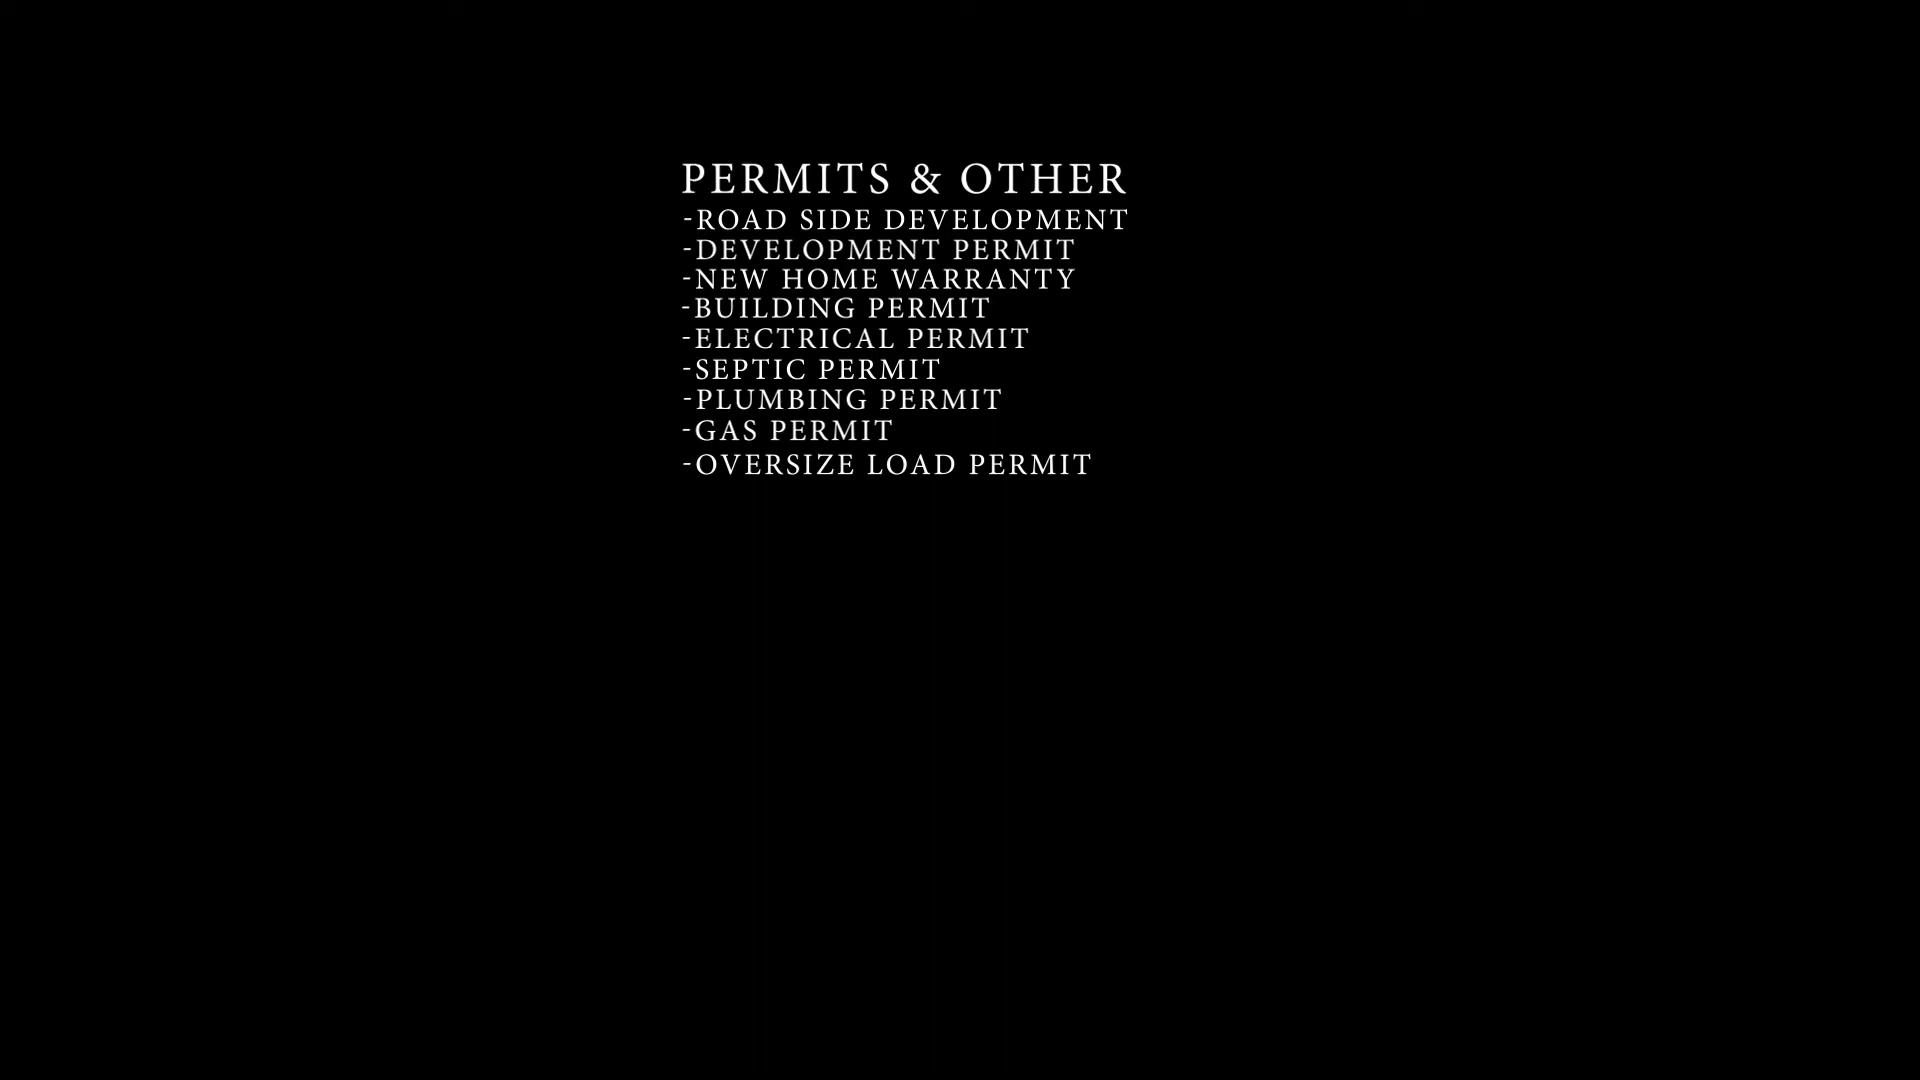 PERMITS & OTHER
-ROAD SIDE DEVELOPMENT
-DEVELOPMENT PERMIT
-NEW HOME WARRANTY
-BUILDING PERMIT
-ELECTRICAL PERMIT
-SEPTIC PERMIT
-PLUMBING PERMIT
-GAS PERMIT
-OVERSIZE LOAD PERMIT